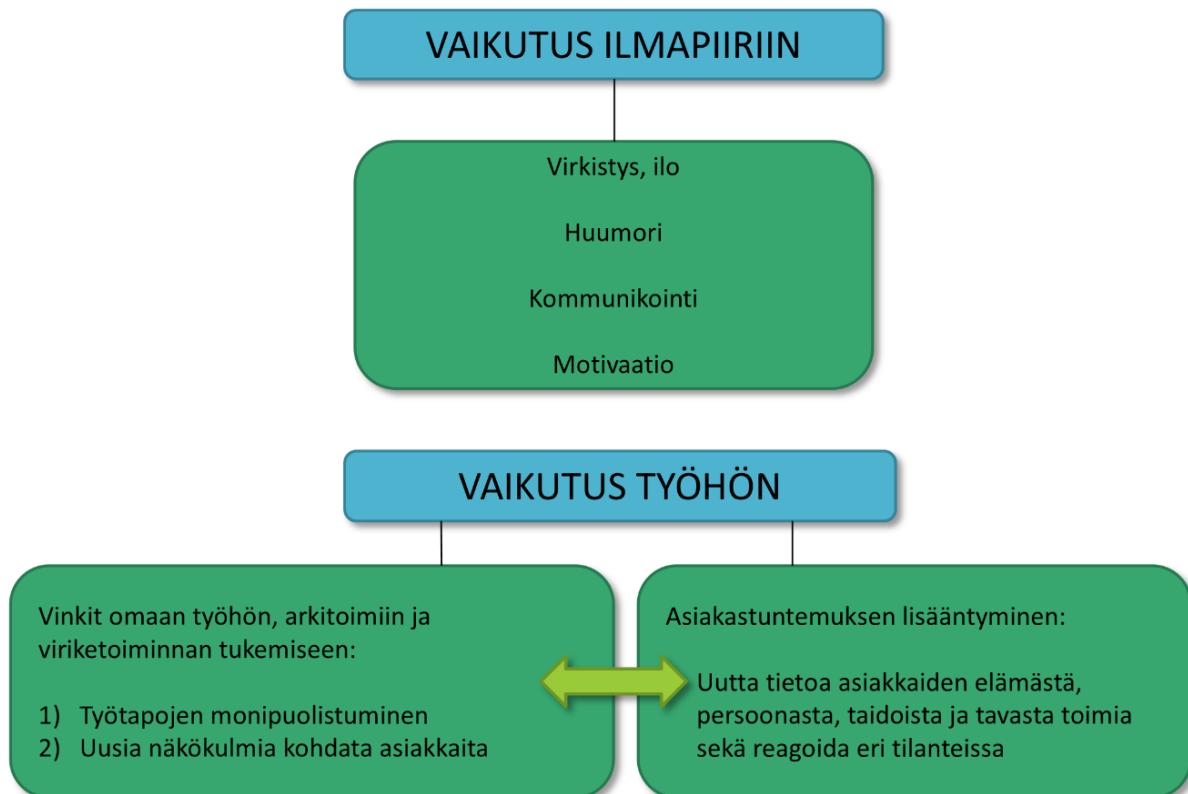 VAIKUTUS ILMAPIIRIIN
Virkistys, ilo
Huumori
Kommunikointi
Motivaatio
VAIKUTUS TYÖHÖN
Vinkit omaan työhön, arkitoimiin ja
viriketoiminnan tukemiseen:
1) Työtapojen monipuolistuminen
2) Uusia näkökulmia kohdata asiakkaita
Asiakastuntemuksen lisääntyminen:
Uutta tietoa asiakkaiden elämästä,
persoonasta, taidoista ja tavasta toimia
sekä reagoida eri tilanteissa